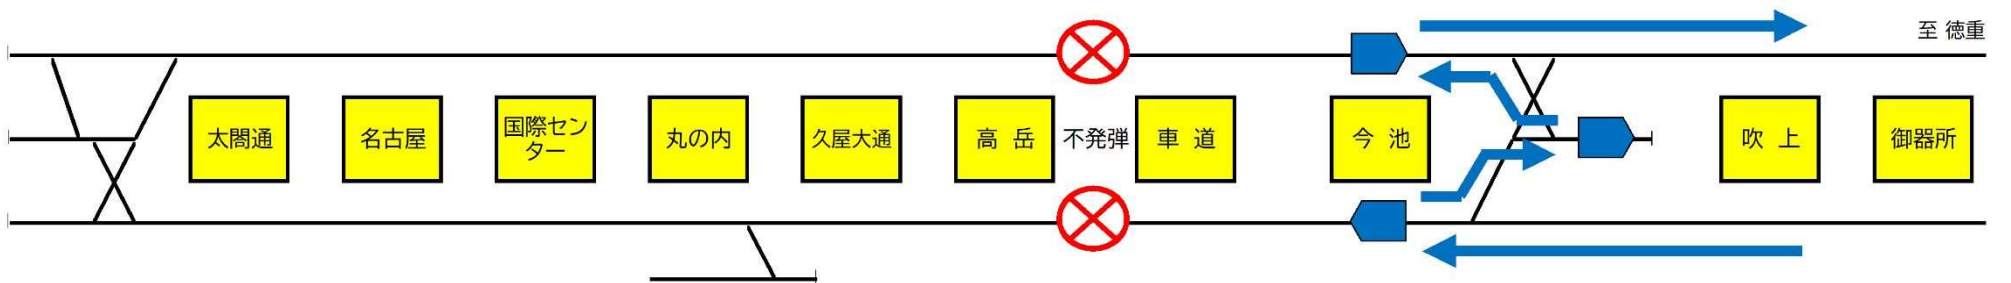 至 徳重
太閤通
名古屋
国際セン
ター
丸の内
久屋大通
高 岳
不発弾
車 道
今 池
吹 上
御器所